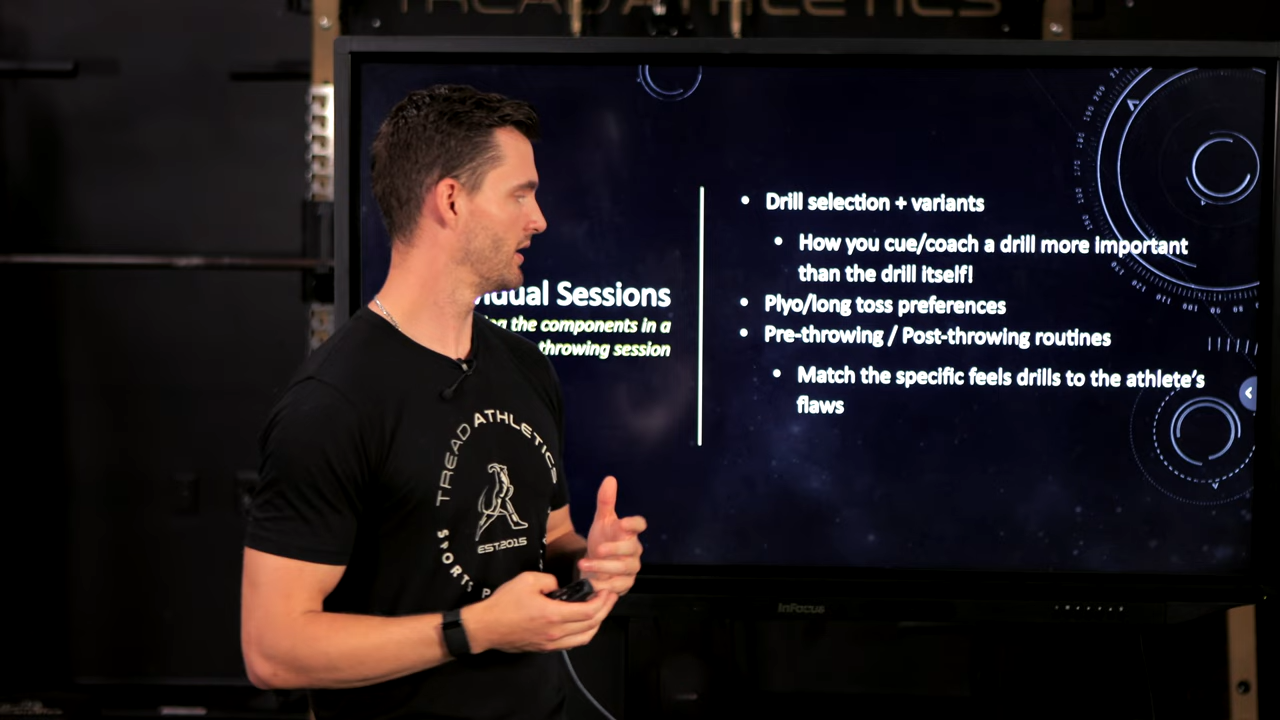 TREAD ATHLETICS
Sessions
the components in a
throwing session
• Drill selection + variants
• How you cue/coach a drill more important
than the drill itself!
• Plyo/long toss preferences
• Pre-throwing / Post-throwing routines
• Match the specific feels drills to the athlete's
flaws
TREAD ATHLETICS
EST.2015
SPORTS
InFocus